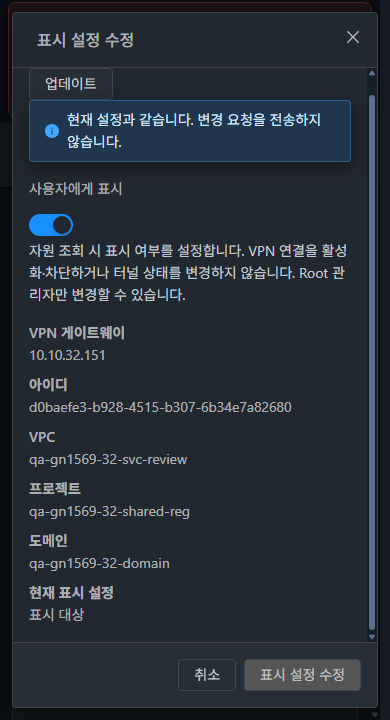 표시 설정 수정
업데이트
현재 설정과 같습니다. 변경 요청을 전송하지
않습니다.
사용자에게 표시
자원 조회 시 표시 여부를 설정합니다. VPN 연결을 활성
화·차단하거나 터널 상태를 변경하지 않습니다. Root 관
리자만 변경할 수 있습니다.
VPN 게이트웨이
10.10.32.151
아이디
d0baefe3-b928-4515-b307-6b34e7a82680
VPC
qa-gn1569-32-svc-review
프로젝트
qa-gn1569-32-shared-reg
도메인
qa-gn1569-32-domain
현재 표시 설정
표시 대상
취소
표시 설정 수정